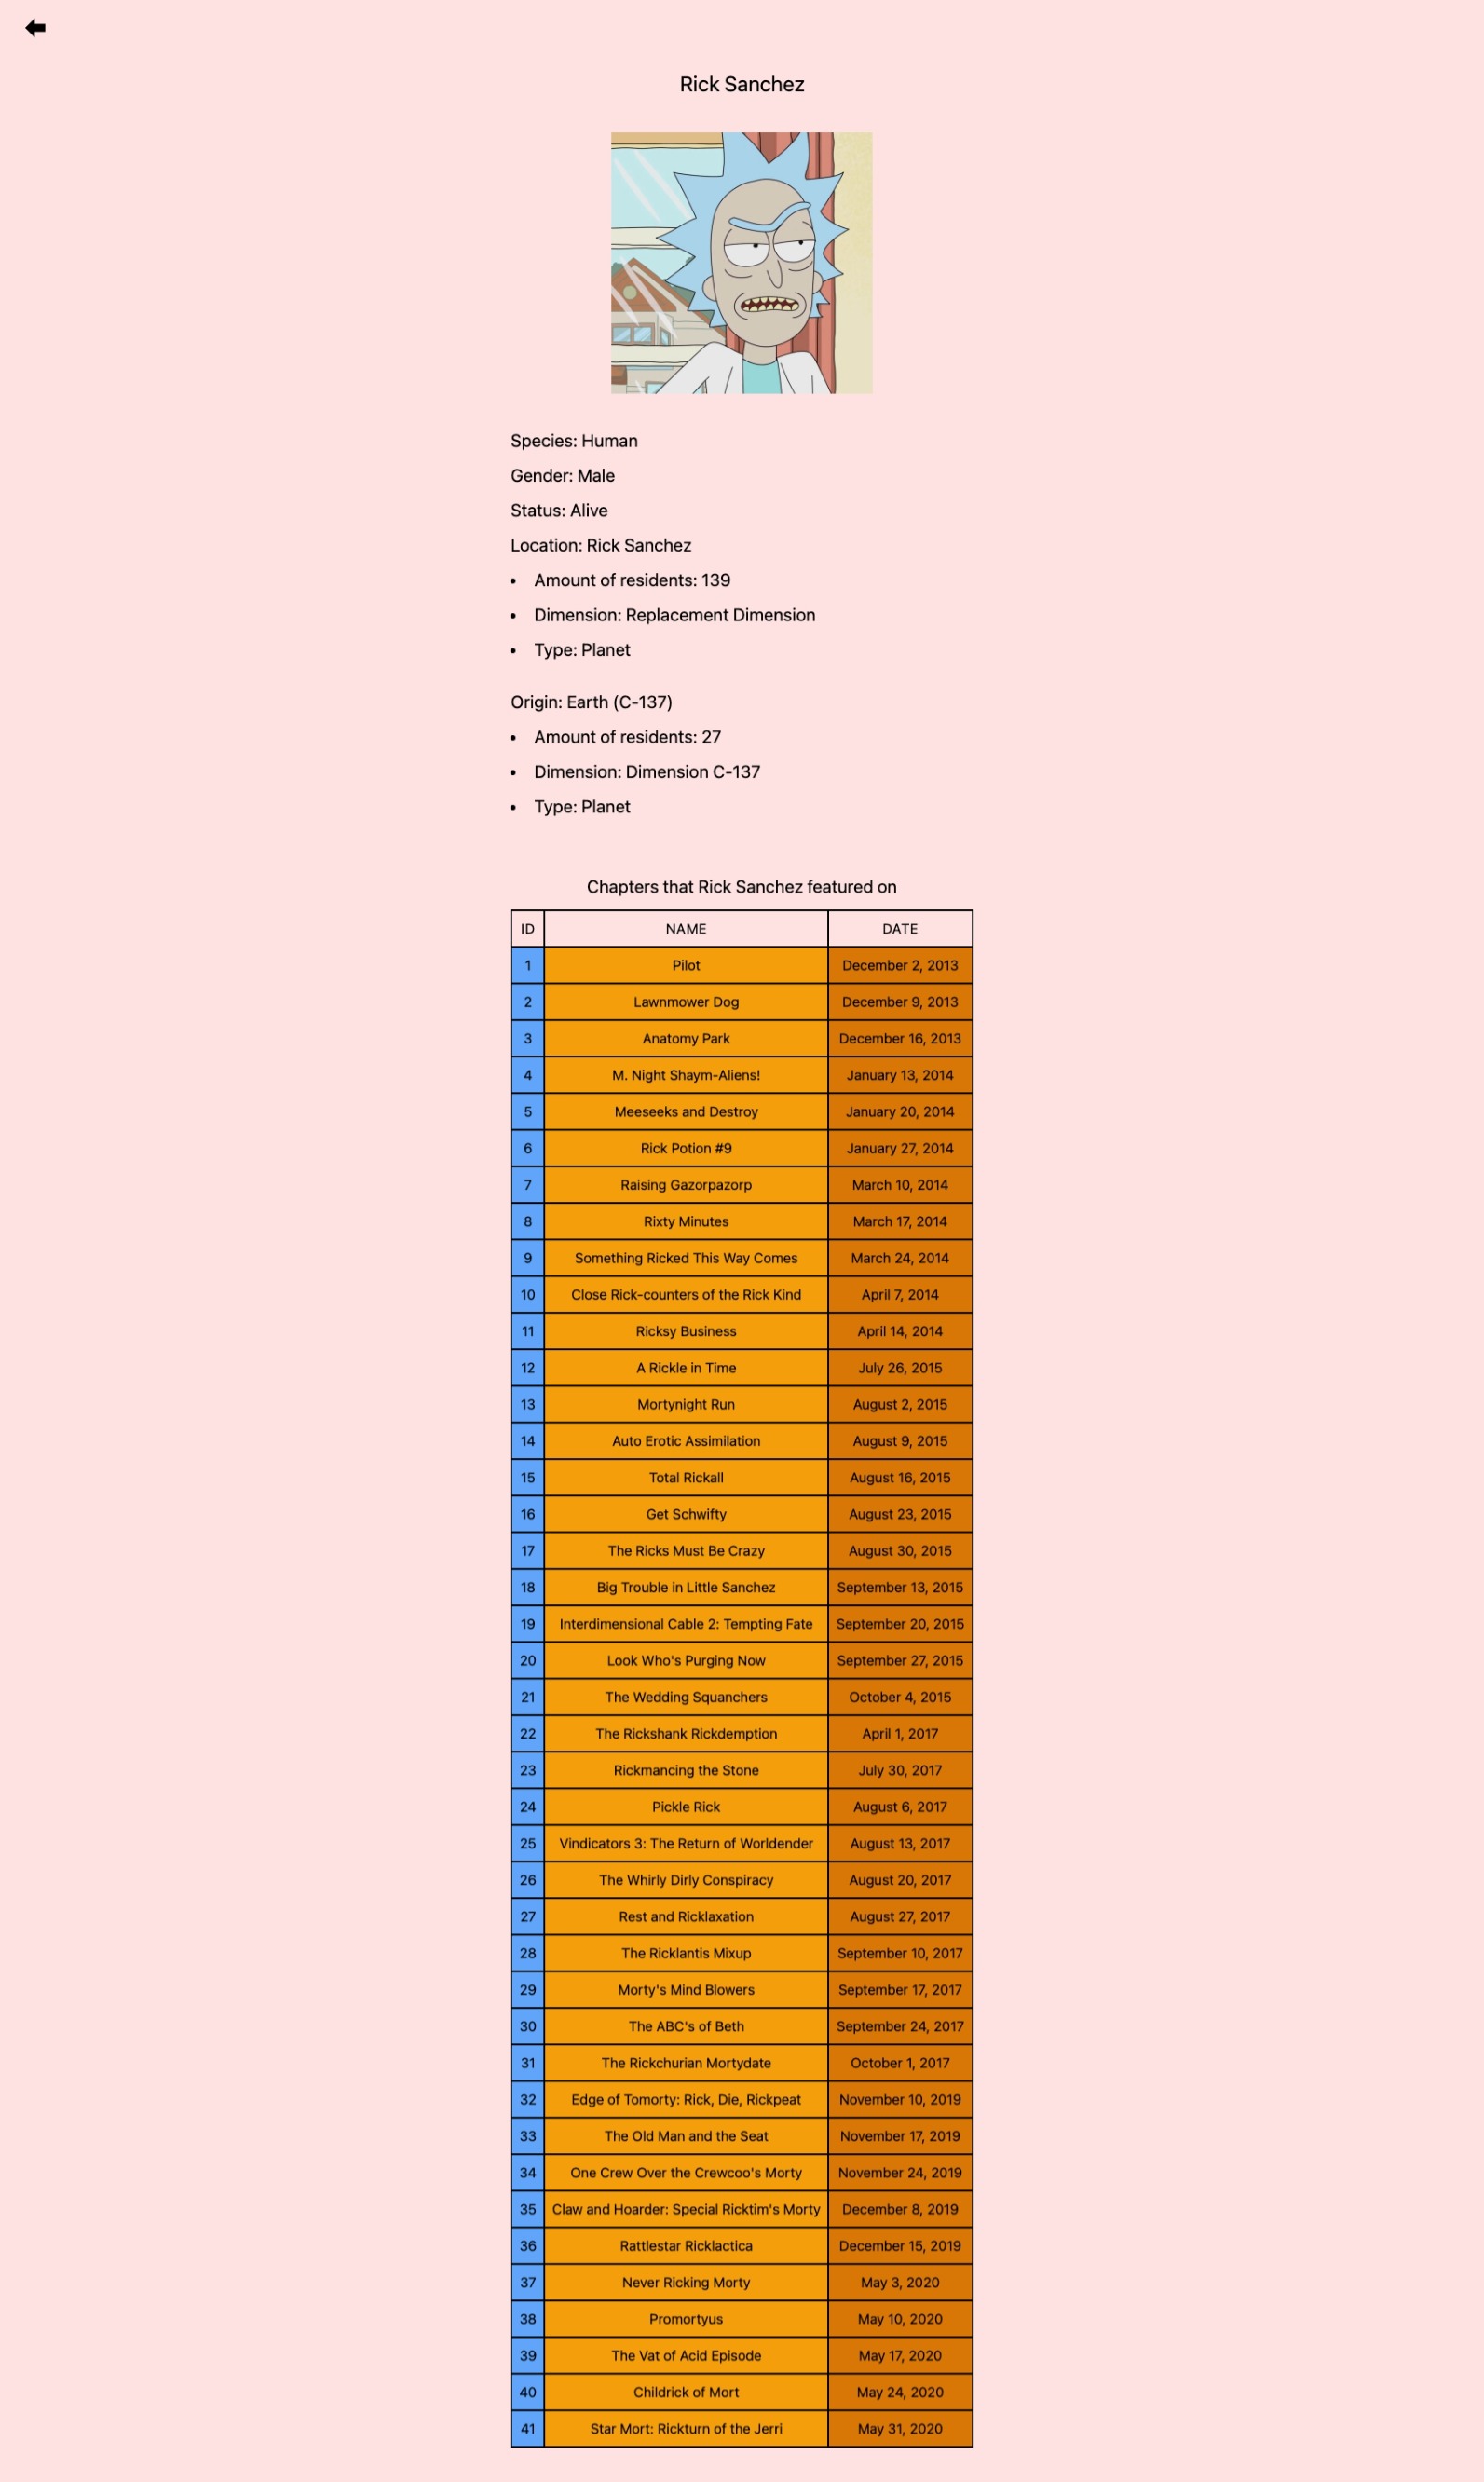 Rick Sanchez
Species: Human
Gender: Male
Status: Alive
Location: Rick Sanchez
• Amount of residents: 139
• Dimension: Replacement Dimension
• Type: Planet
Origin: Earth (C-137)
• Amount of residents: 27
• Dimension: Dimension C-137
• Type: Planet
Chapters that Rick Sanchez featured on
ID NAME DATE
1 Pilot December 2, 2013
2 Lawnmower Dog December 9, 2013
3 Anatomy Park December 16, 2013
4 M. Night Shaym-Aliens! January 13, 2014
5 Meeseeks and Destroy January 20, 2014
6 Rick Potion #9 January 27, 2014
7 Raising Gazorpazorp March 10, 2014
8 Rixty Minutes March 17, 2014
9 Something Ricked This Way Comes March 24, 2014
10 Close Rick-counters of the Rick Kind April 7, 2014
11 Ricksy Business April 14, 2014
12 A Rickle in Time July 26, 2015
13 Mortynight Run August 2, 2015
14 Auto Erotic Assimilation August 9, 2015
15 Total Rickall August 16, 2015
16 Get Schwifty August 23, 2015
17 The Ricks Must Be Crazy August 30, 2015
18 Big Trouble in Little Sanchez September 13, 2015
19 Interdimensional Cable 2: Tempting Fate September 20, 2015
20 Look Who's Purging Now September 27, 2015
21 The Wedding Squanchers October 4, 2015
22 The Rickshank Rickdemption April 1, 2017
23 Rickmancing the Stone July 30, 2017
24 Pickle Rick August 6, 2017
25 Vindicators 3: The Return of Worldender August 13, 2017
26 The Whirly Dirly Conspiracy August 20, 2017
27 Rest and Ricklaxation August 27, 2017
28 The Ricklantis Mixup September 10, 2017
29 Morty's Mind Blowers September 17, 2017
30 The ABC's of Beth September 24, 2017
31 The Rickchurian Mortydate October 1, 2017
32 Edge of Tomorty: Rick, Die, Rickpeat November 10, 2019
33 The Old Man and the Seat November 17, 2019
34 One Crew Over the Crewcoo's Morty November 24, 2019
35 Claw and Hoarder: Special Ricktim's Morty December 8, 2019
36 Rattlestar Ricklactica December 15, 2019
37 Never Ricking Morty May 3, 2020
38 Promortyus May 10, 2020
39 The Vat of Acid Episode May 17, 2020
40 Childrick of Mort May 24, 2020
41 Star Mort: Rickturn of the Jerri May 31, 2020